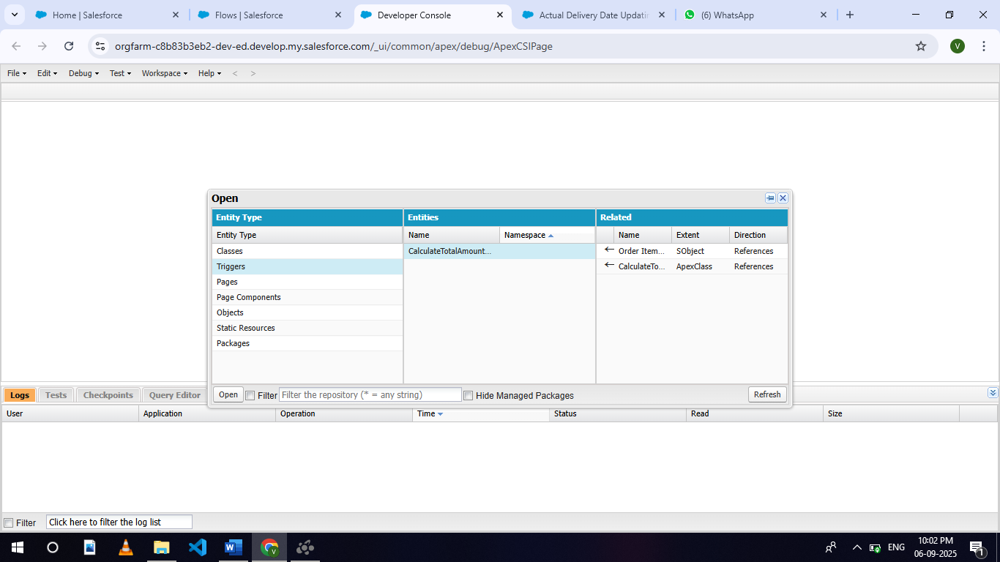 Home | Salesforce
Flows | Salesforce
Developer Console
Actual Delivery Date Updatin
(6) WhatsApp
orgfarm-c8b83b3eb2-dev-ed.develop.my.salesforce.com/_ui/common/apex/debug/ApexCSIPage
V
File Edit Debug Test Workspace Help < >
Open
Entity Type Entities Related
Entity Type Name Namespace Name Extent Direction
Classes CalculateTotalAmount... Order Item... SObject References
Triggers CalculateTo... ApexClass References
Pages
Page Components
Objects
Static Resources
Packages
Open Filter Filter the repository (* = any string) Hide Managed Packages Refresh
Logs Tests Checkpoints Query Editor
User Application Operation Time Status Read Size
Filter Click here to filter the log list
W V ENG 10:02 PM
06-09-2025 1